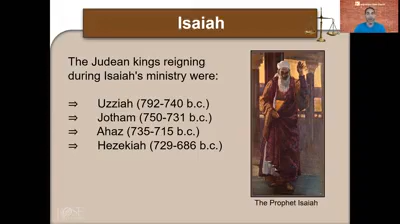 Isaiah
The Judean kings reigning
during Isaiah's ministry were:
⇒ Uzziah (792-740 b.c.)
⇒ Jotham (750-731 b.c.)
⇒ Ahaz (735-715 b.c.)
⇒ Hezekiah (729-686 b.c.)
The Prophet Isaiah